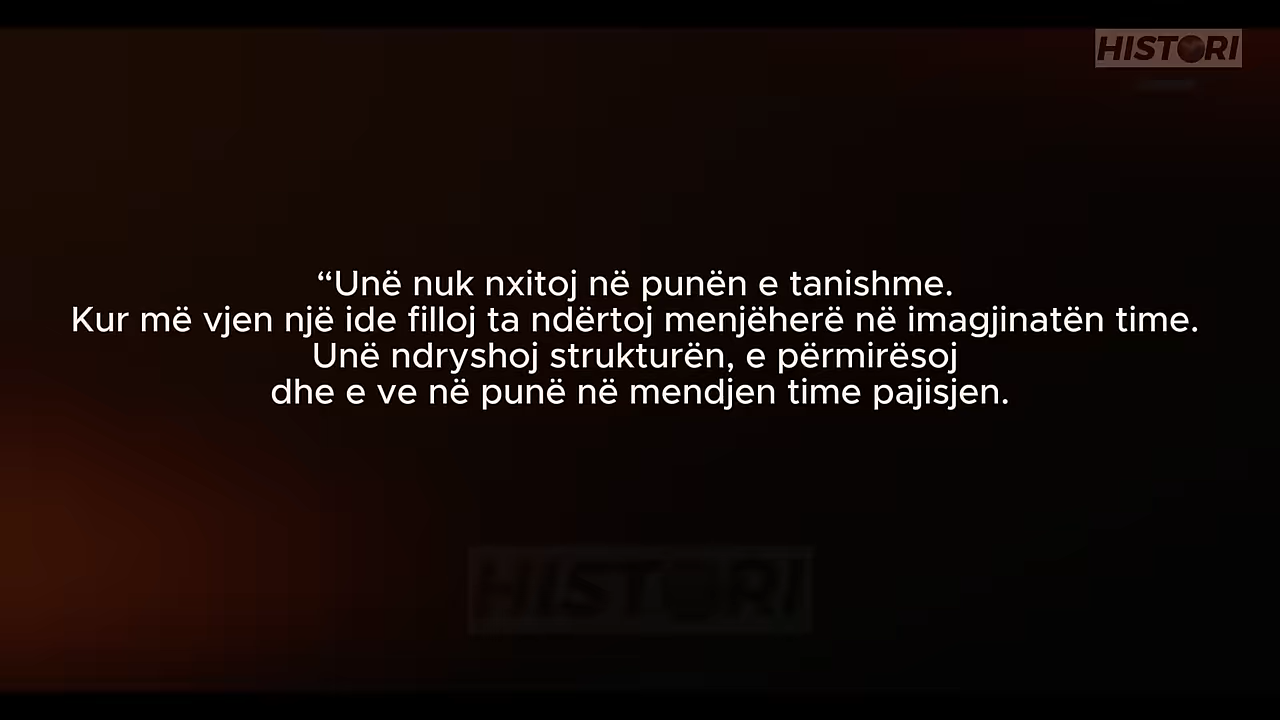 HISTORI
“Unë nuk nxitoj në punën e tanishme.
Kur më vjen një ide filloj ta ndërtoj menjëherë në imagjinatën time.
Unë ndryshoj strukturën, e përmirësoj
dhe e ve në punë në mendjen time pajisjen.
HISTORI